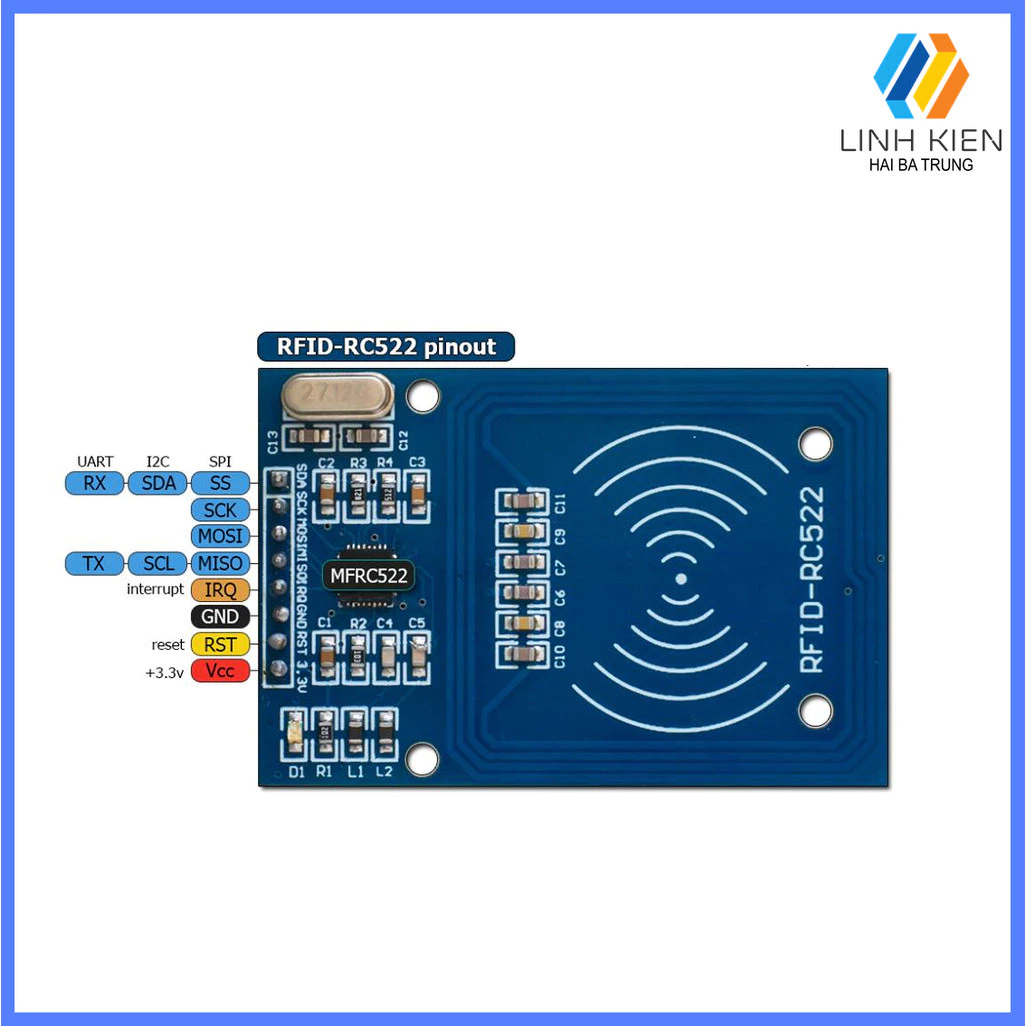 LINH KIEN
HAI BA TRUNG
RFID-RC522 pinout
27.12
C13
C12
UART I2C SPI
RX SDA SS
SCK
MOSI
TX SCL MISO
interrupt IRQ
GND
reset RST
+3.3v Vcc
SDA
SCK
MOSI
MISO
IRQ
GND
RST
3.3V
C2 R3 R4 C3
MFRC522
C1 R2 C4 C5
103
D1 R1 L1 L2
C11
C9
C7
C6
C8
C10
RFID-RC522